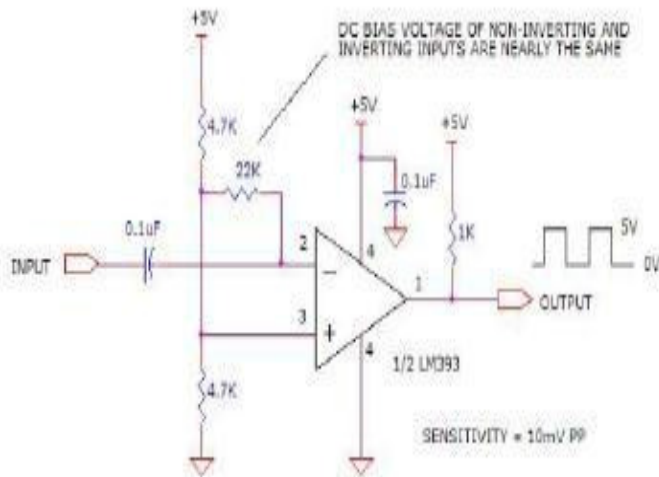 +5V
DC BIAS VOLTAGE OF NON-INVERTING AND
INVERTING INPUTS ARE NEARLY THE SAME
+5V
+5V
4.7K
22K
0.1uF
0.1uF
1K
5V
0V
INPUT
2
4
1
OUTPUT
3
4
1/2 LM393
4.7K
SENSITIVITY = 10mV PP